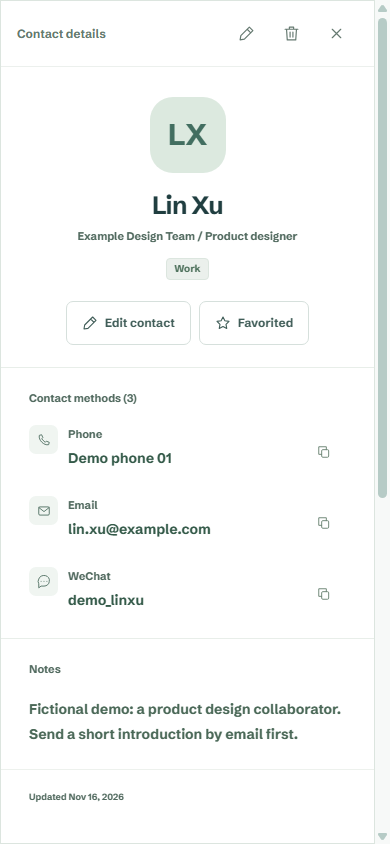 Contact details
LX
Lin Xu
Example Design Team / Product designer
Work
Edit contact
Favorited
Contact methods (3)
Phone
Demo phone 01
Email
lin.xu@example.com
WeChat
demo_linxu
Notes
Fictional demo: a product design collaborator.
Send a short introduction by email first.
Updated Nov 16, 2026